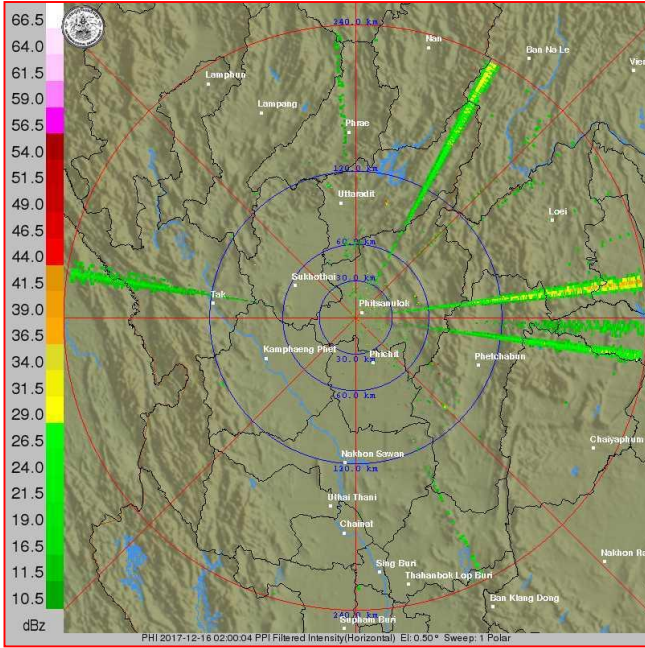 66.5
64.0
61.5
59.0
56.5
54.0
51.5
49.0
46.5
44.0
41.5
39.0
36.5
34.0
31.5
29.0
26.5
24.0
21.5
19.0
16.5
14.0
11.5
10.5
dBz
240.0 km
Nan
Ban Na Le
Lamphun
Lampang
Phrae
120.0 km
Uttaradit
Loei
60.0 km
Sukhothai
30.0 km
Tak
Phitsanulok
Kamphaeng Phet
Phichit
30.0 km
Phetchabun
60.0 km
Chaiyaphum
Nakhon Sawan
120.0 km
Uthai Thani
Chainat
Sing Buri
Thahanbok Lop Buri
Ban Klang Dong
240.0 km
Supham Buri
PHI 2017-12-16 02:00:04 PPI Filtered Intensity(Horizontal) El: 0.50° Sweep: 1 Polar